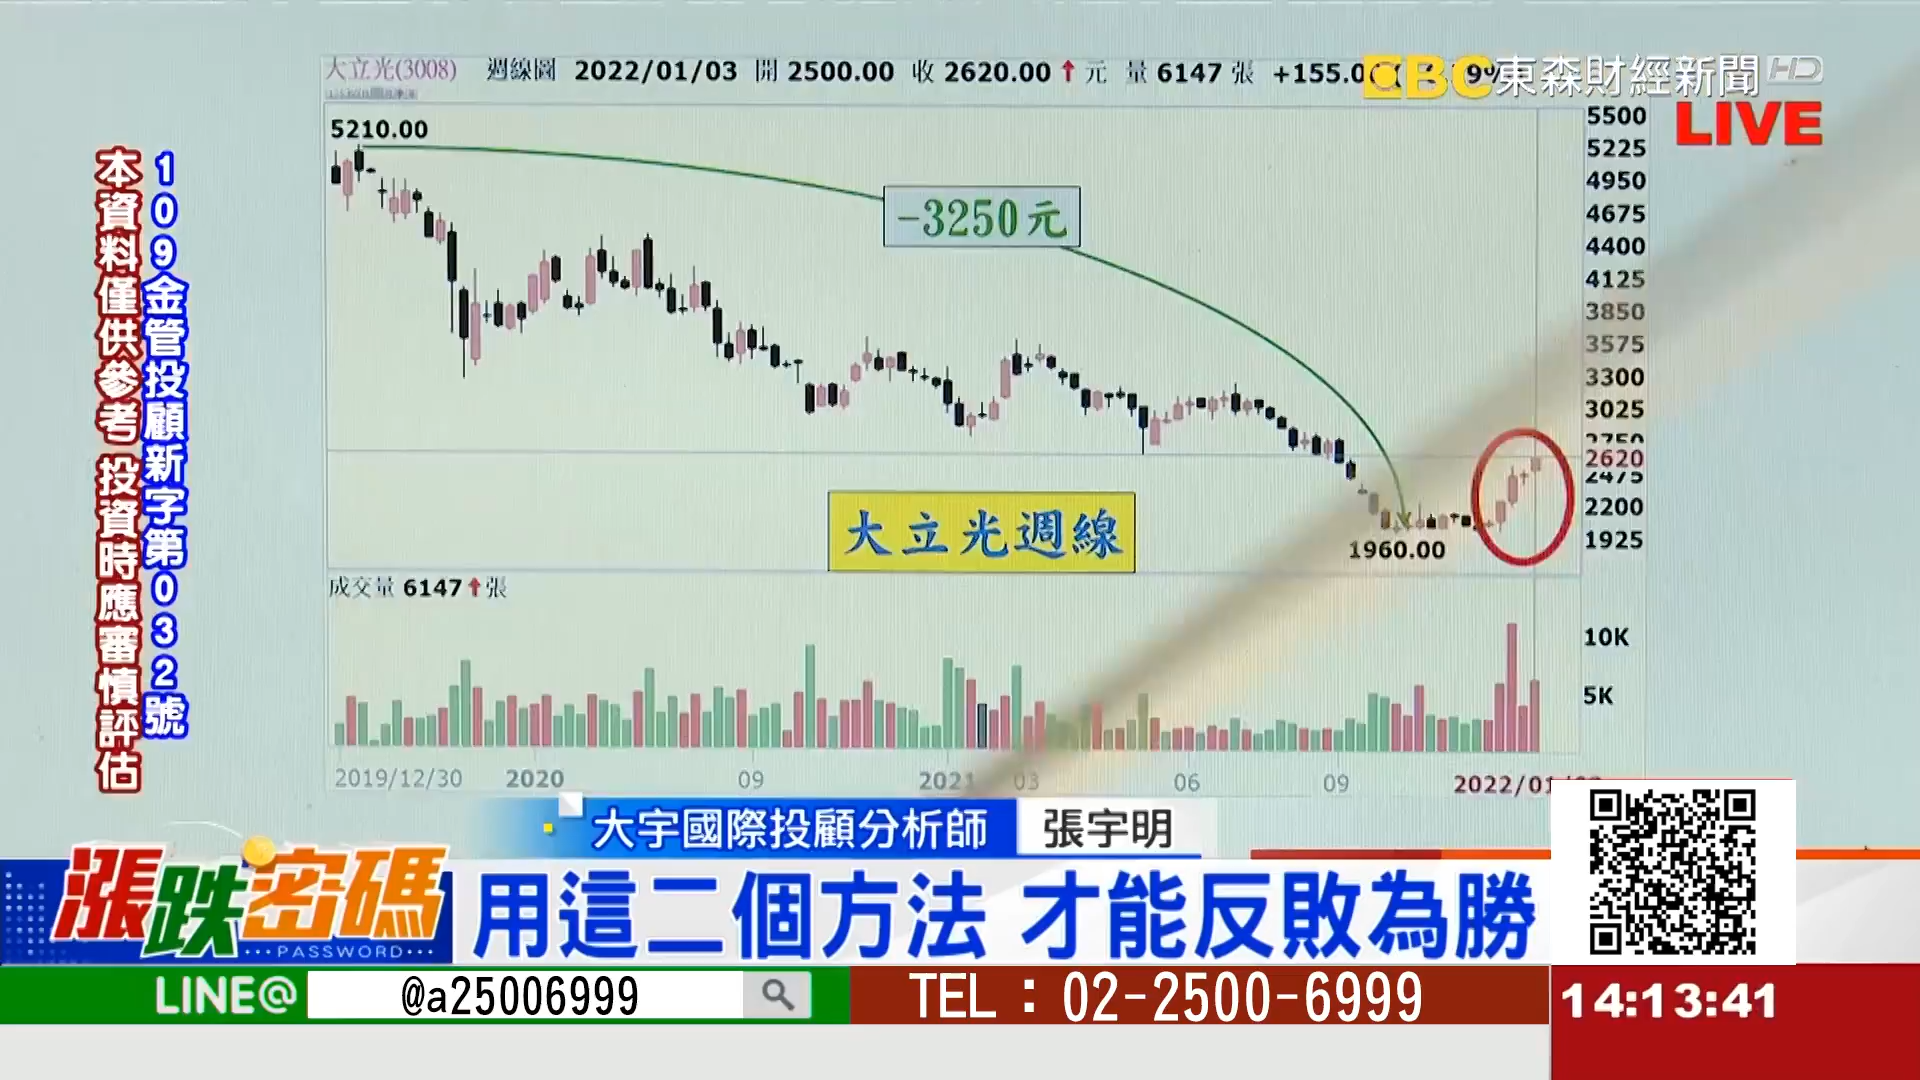 大立光(3008) 週線圖 2022/01/03 開 2500.00 收 2620.00 ↑ 元 量 6147 張 +155.0
EBC 東森財經新聞 HD
LIVE
本資料僅供參考 投資時應審慎評估
109金管投顧新字第032號
5210.00
-3250元
大立光週線
1960.00
5500
5225
4950
4675
4400
4125
3850
3575
3300
3025
2750
2620
2475
2200
1925
成交量 6147↑張
10K
5K
2019/12/30 2020 09 2021 03 06 09 2022/01
大宇國際投顧分析師 張宇明
漲跌密碼
PASSWORD
用這二個方法 才能反敗為勝
LINE@ @a25006999 TEL：02-2500-6999 14:13:41